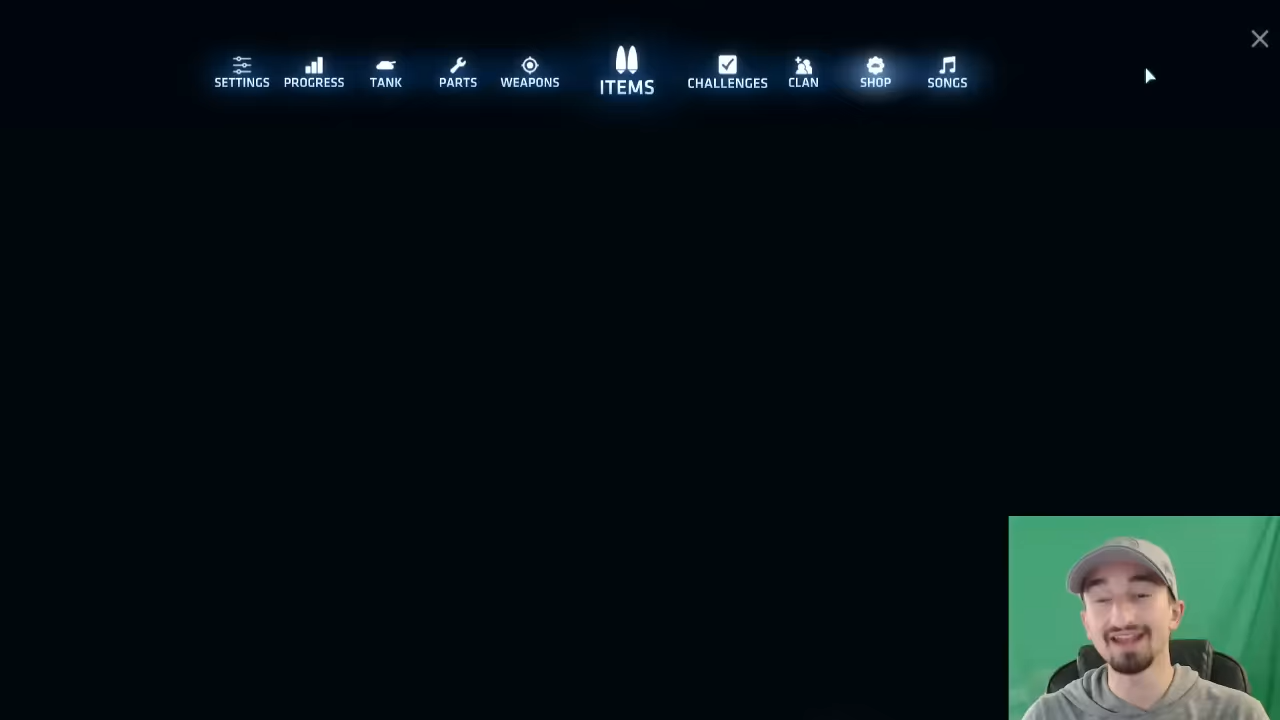 SETTINGS
PROGRESS
TANK
PARTS
WEAPONS
ITEMS
CHALLENGES
CLAN
SHOP
SONGS